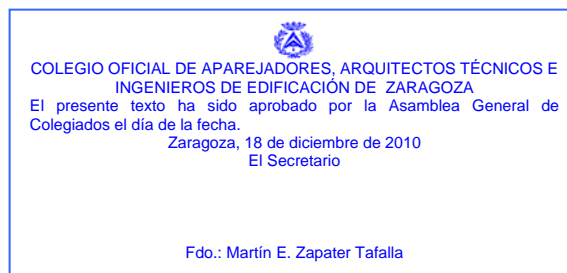 COLEGIO OFICIAL DE APAREJADORES, ARQUITECTOS TÉCNICOS E
INGENIEROS DE EDIFICACIÓN DE ZARAGOZA
El presente texto ha sido aprobado por la Asamblea General de
Colegiados el día de la fecha.
Zaragoza, 18 de diciembre de 2010
El Secretario
Fdo.: Martín E. Zapater Tafalla